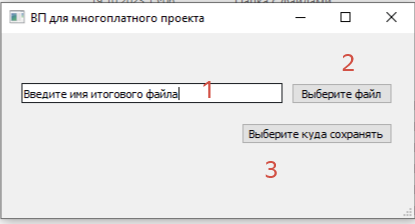 ВП для многоплатного проекта
2
Введите имя итогового файла 1 Выберите файл
Выберите куда сохранять
3